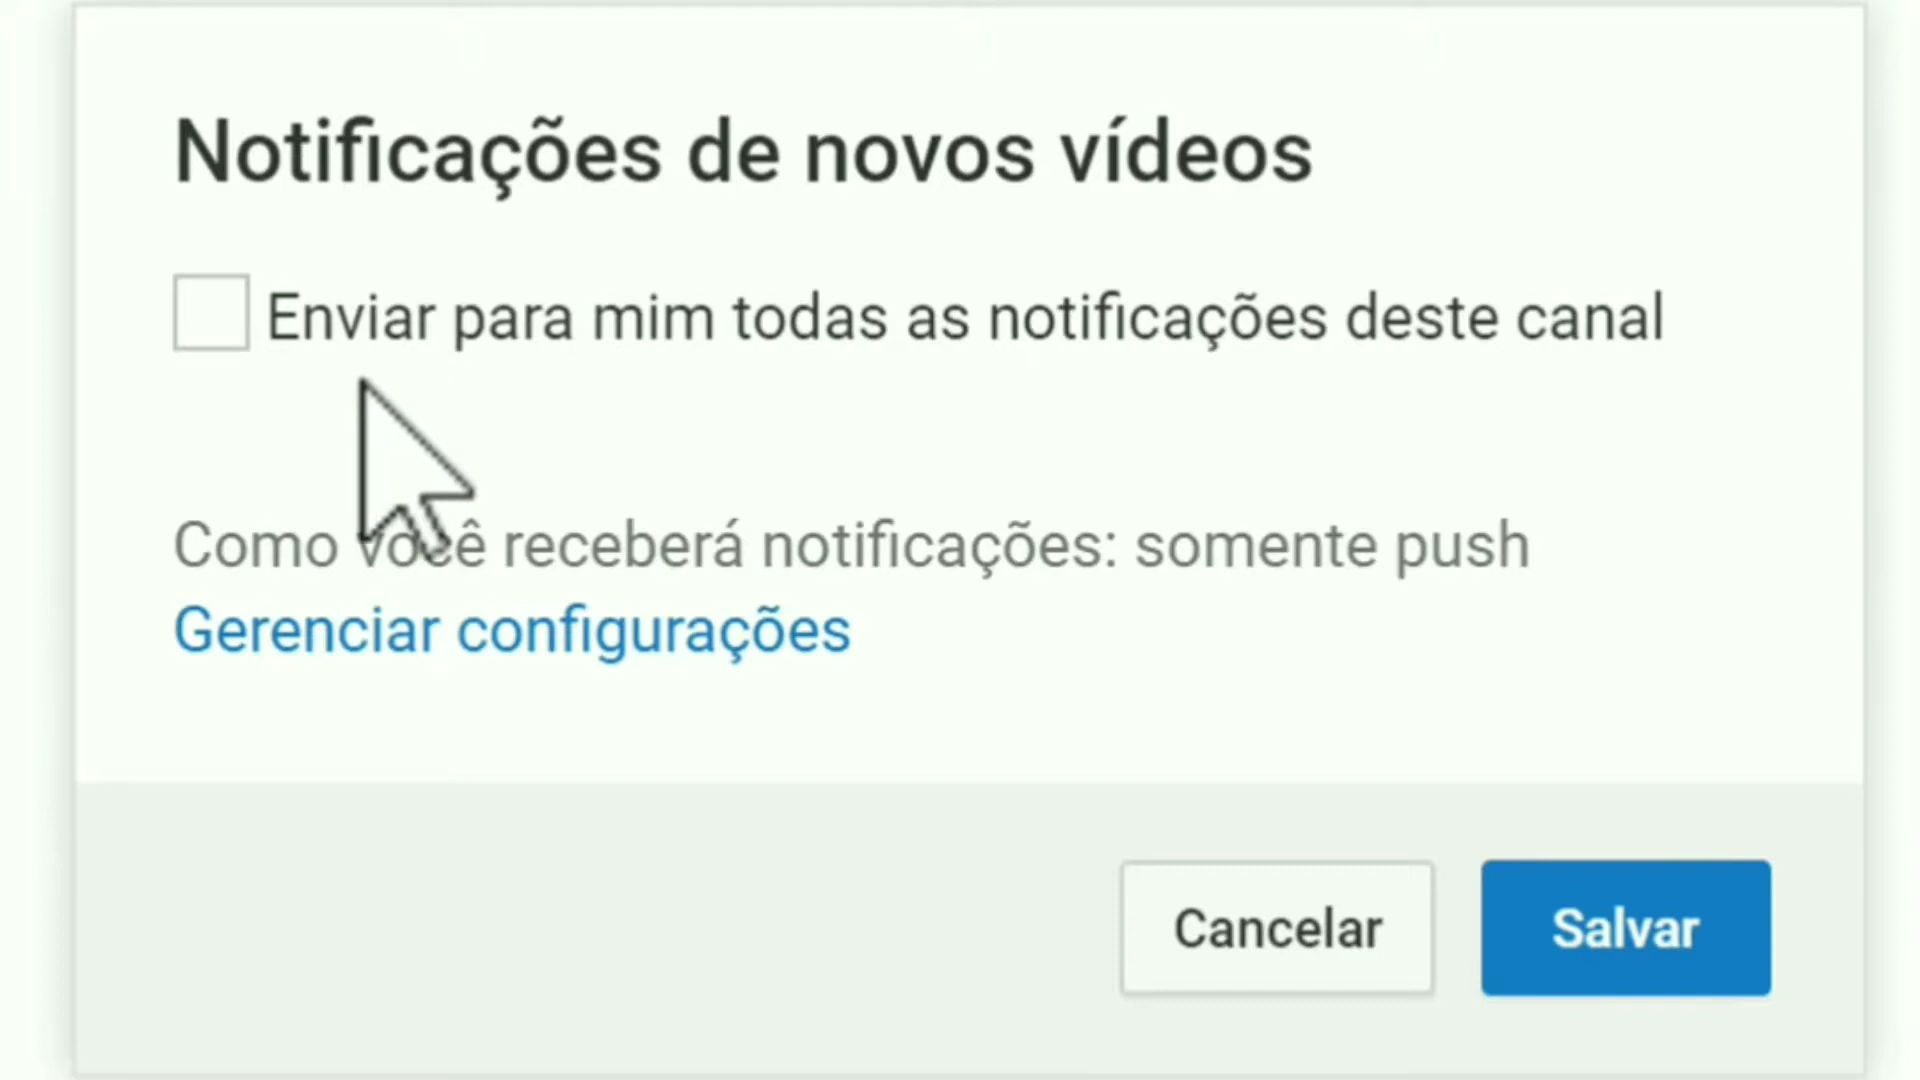 Notificações de novos vídeos
Enviar para mim todas as notificações deste canal
Como você receberá notificações: somente push
Gerenciar configurações
Cancelar
Salvar